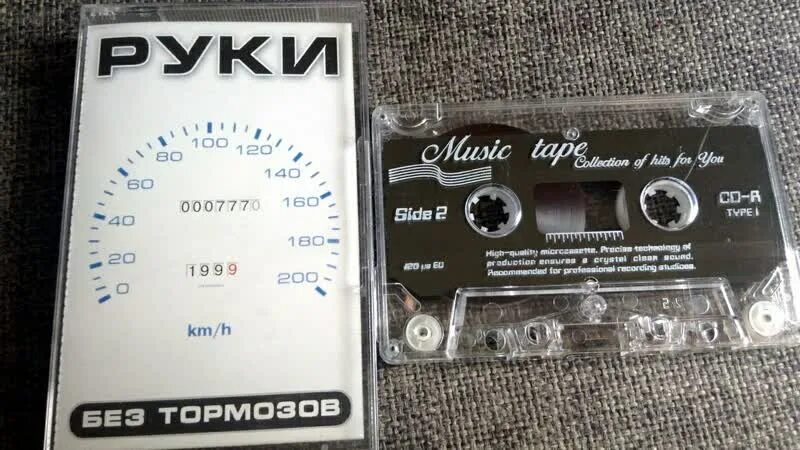 РУКИ
0
20
40
60
80
100
120
140
160
180
200
0007770
1999
km/h
БЕЗ ТОРМОЗОВ
Music tape
Collection of hits for You
Side 2
CD-R
TYPE I
120 µs EQ
High-quality microcassette. Precise technology of
production ensures a crystal clean sound.
Recommended for professional recording studioes.